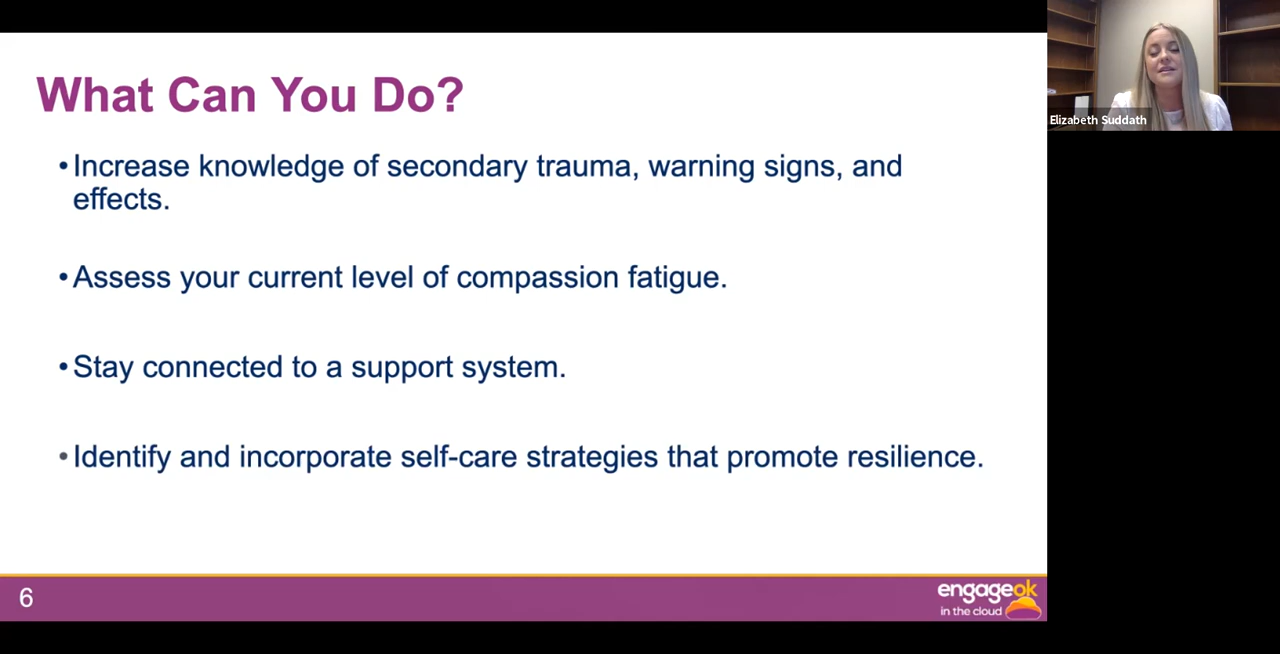 What Can You Do?
•Increase knowledge of secondary trauma, warning signs, and
effects.
•Assess your current level of compassion fatigue.
•Stay connected to a support system.
•Identify and incorporate self-care strategies that promote resilience.
6
engageok
in the cloud
Elizabeth Suddath